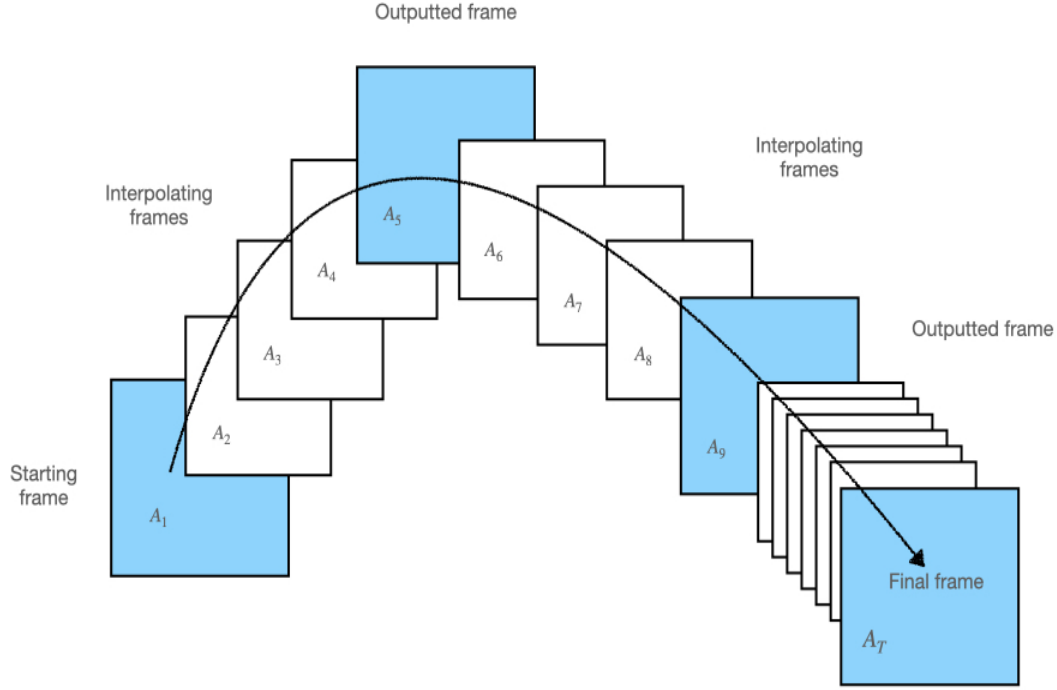 Outputted frame
Interpolating
frames
Interpolating
frames
A₅
A₆
A₄
A₇
Outputted frame
A₃
A₈
A₂
A₉
Starting
frame
A₁
Final frame
A_T